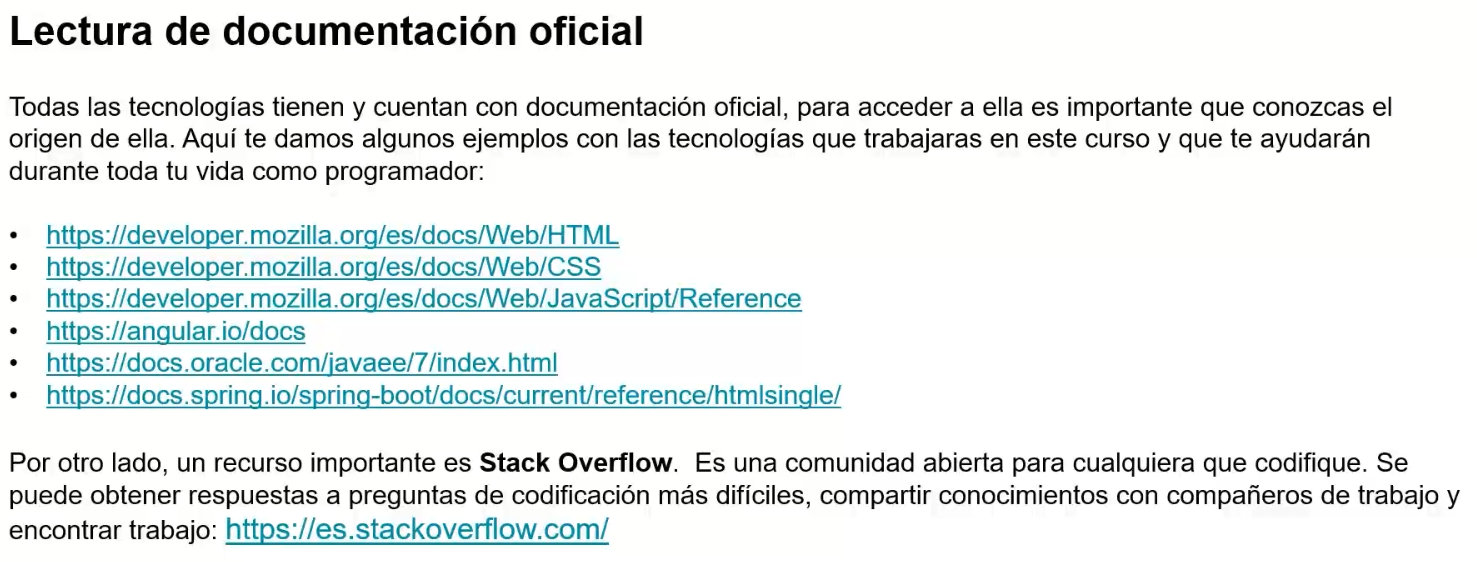 Lectura de documentación oficial
Todas las tecnologías tienen y cuentan con documentación oficial, para acceder a ella es importante que conozcas el
origen de ella. Aquí te damos algunos ejemplos con las tecnologías que trabajaras en este curso y que te ayudarán
durante toda tu vida como programador:
• https://developer.mozilla.org/es/docs/Web/HTML
• https://developer.mozilla.org/es/docs/Web/CSS
• https://developer.mozilla.org/es/docs/Web/JavaScript/Reference
• https://angular.io/docs
• https://docs.oracle.com/javaee/7/index.html
• https://docs.spring.io/spring-boot/docs/current/reference/htmlsingle/
Por otro lado, un recurso importante es Stack Overflow. Es una comunidad abierta para cualquiera que codifique. Se
puede obtener respuestas a preguntas de codificación más difíciles, compartir conocimientos con compañeros de trabajo y
encontrar trabajo: https://es.stackoverflow.com/